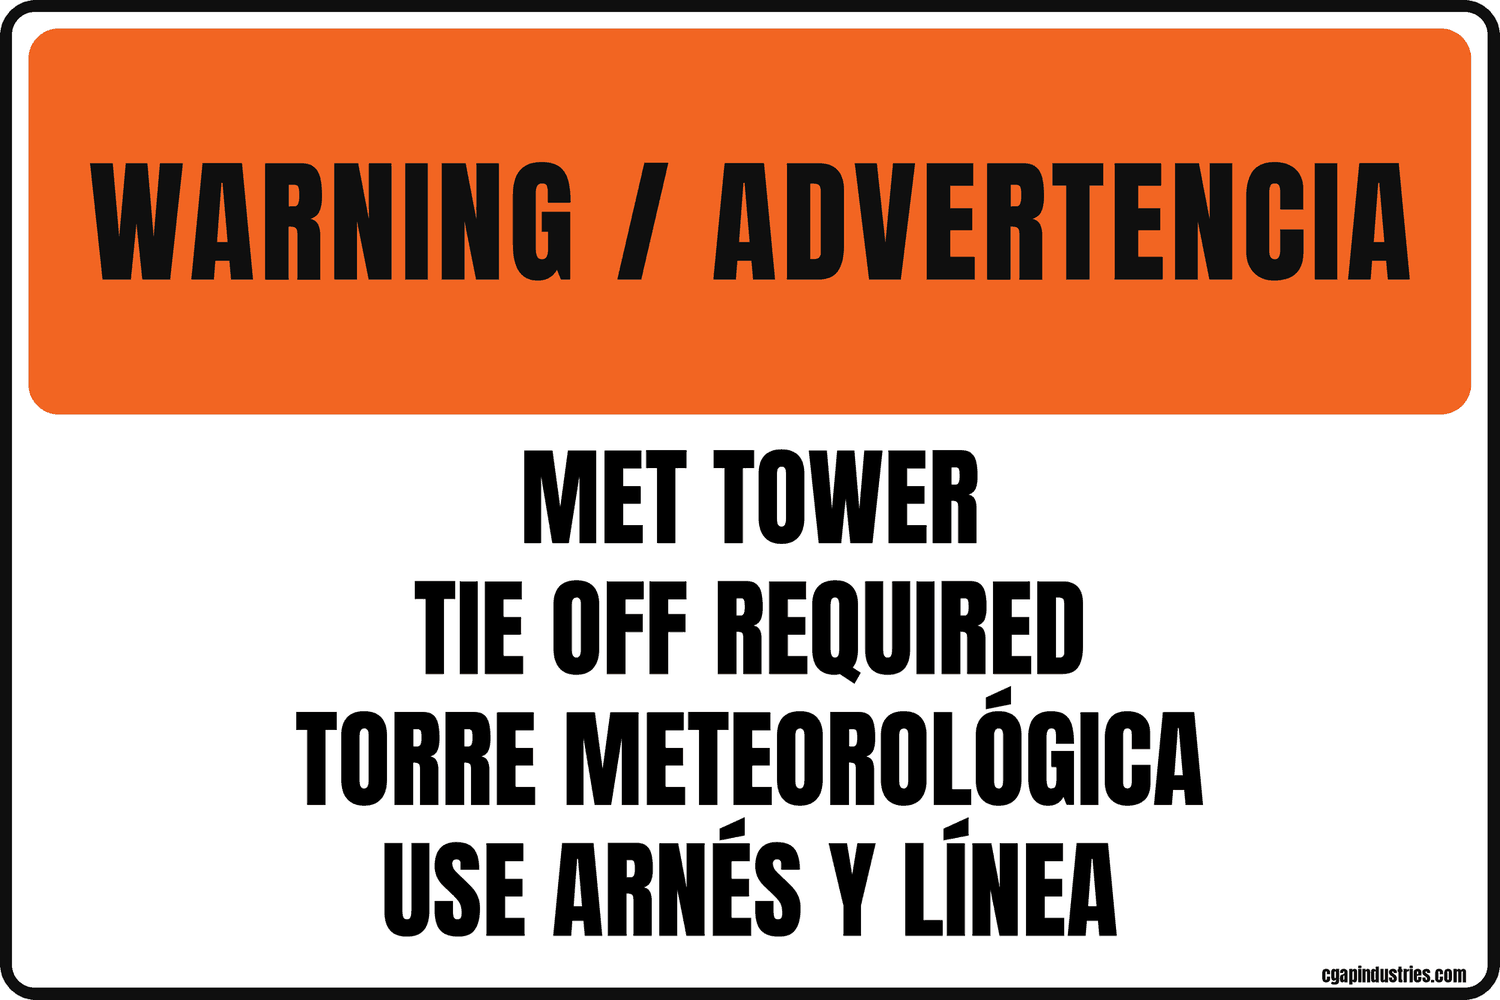 WARNING / ADVERTENCIA
MET TOWER
TIE OFF REQUIRED
TORRE METEOROLÓGICA
USE ARNÉS Y LÍNEA
cgapindustries.com